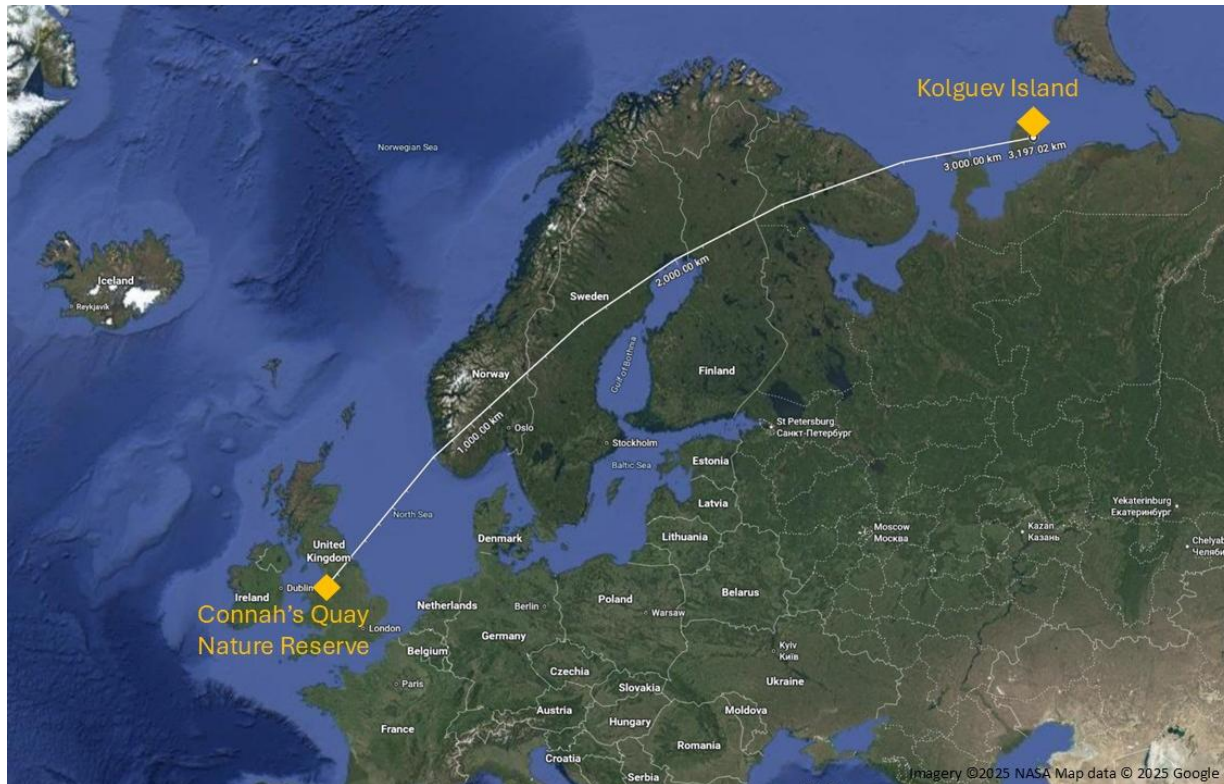 Kolguev Island
3,000.00 km
3,197.02 km
Norwegian Sea
Iceland
Reykjavík
2,000.00 km
Sweden
Gulf of Bothnia
Norway
Finland
1,000.00 km
Oslo
St Petersburg
Санкт-Петербург
Stockholm
Baltic Sea
Estonia
North Sea
Latvia
Yekaterinburg
Екатеринбург
Moscow
Москва
Kazan
Казань
Denmark
Lithuania
Chelyab
Челяб
United
Kingdom
Dublin
Ireland
Connah's Quay
Nature Reserve
London
Netherlands
Berlin
Poland
Warsaw
Belarus
Germany
Belgium
Kyiv
Київ
Paris
Czechia
Ukraine
Slovakia
Austria
Moldova
France
Hungary
Romania
Croatia
Serbia
Imagery ©2025 NASA Map data © 2025 Google